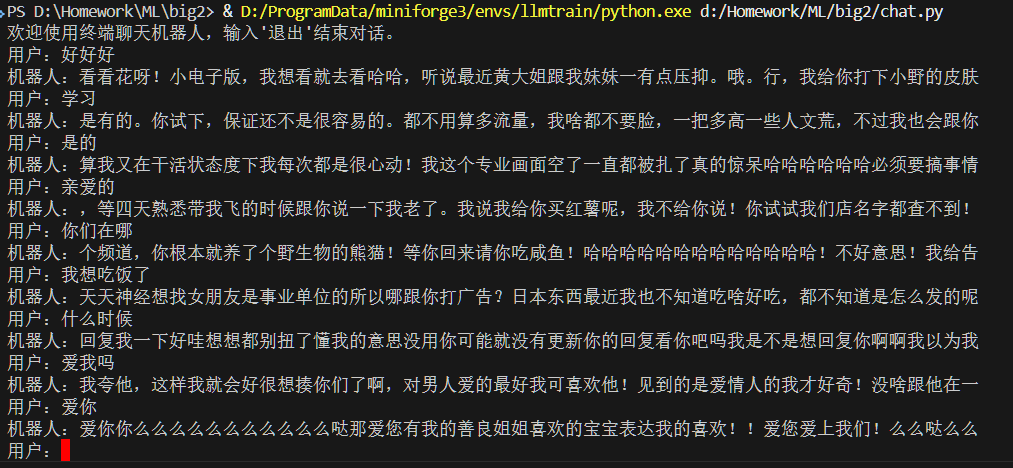 PS D:\Homework\ML\big2> & D:/ProgramData/miniforge3/envs/llmtrain/python.exe d:/Homework/ML/big2/chat.py
欢迎使用终端聊天机器人，输入'退出'结束对话。
用户：好好好
机器人：看看花呀！小电子版，我想看就去看哈哈，听说最近黄大姐跟我妹妹一有点压抑。哦。行，我给你打下小野的皮肤
用户：学习
机器人：是有的。你试下，保证还不是很容易的。都不用算多流量，我啥都不要脸，一把多高一些人文荒，不过我也会跟你
用户：是的
机器人：算我又在干活状态度下我每次都是很心动！我这个专业画面空了一直都被扎了真的惊呆哈哈哈哈哈哈必须要搞事情
用户：亲爱的
机器人：，等四天熟悉带我飞的时候跟你说一下我老了。我说我给你买红薯呢，我不给你说！你试试我们店名字都查不到！
用户：你们在哪
机器人：个频道，你根本就养了个野生物的熊猫！等你回来请你吃咸鱼！哈哈哈哈哈哈哈哈哈哈哈哈哈！不好意思！我给告
用户：我想吃饭了
机器人：天天神经想找女朋友是事业单位的所以哪跟你打广告？日本东西最近我也不知道吃啥好吃，都不知道是怎么发的呢
用户：什么时候
机器人：回复我一下好哇想想都别扭了懂我的意思没用你可能就没有更新你的回复看你吧吗我是不是想回复你啊啊我以为我
用户：爱我吗
机器人：我夸他，这样我就会好很想揍你们了啊，对男人爱的最好我可喜欢他！见到的是爱情人的我才好奇！没啥跟他在一
用户：爱你
机器人：爱你你么么么么么么么么么么么哒那爱您有我的善良姐姐喜欢的宝宝表达我的喜欢！！爱您爱上我们！么么哒么么
用户：